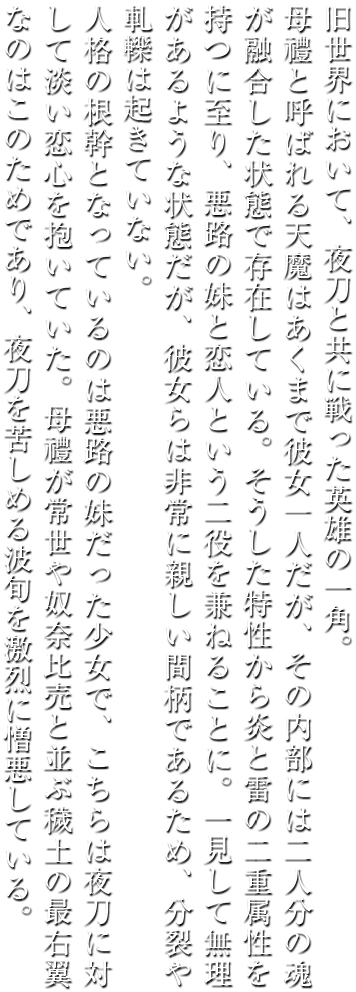 旧世界において、夜刀と共に戦った英雄の一角。
母禮と呼ばれる天魔はあくまで彼女一人だが、その内部には二人分の魂
が融合した状態で存在している。そうした特性から炎と雷の二重属性を
持つに至り、悪路の妹と恋人という二役を兼ねることに。一見して無理
があるような状態だが、彼女らは非常に親しい間柄であるため、分裂や
軋轢は起きていない。
人格の根幹となっているのは悪路の妹だった少女で、こちらは夜刀に対
して淡い恋心を抱いていた。母禮が常世や奴奈比売と並ぶ穢土の最右翼
なのはこのためであり、夜刀を苦しめる波旬を激烈に憎悪している。